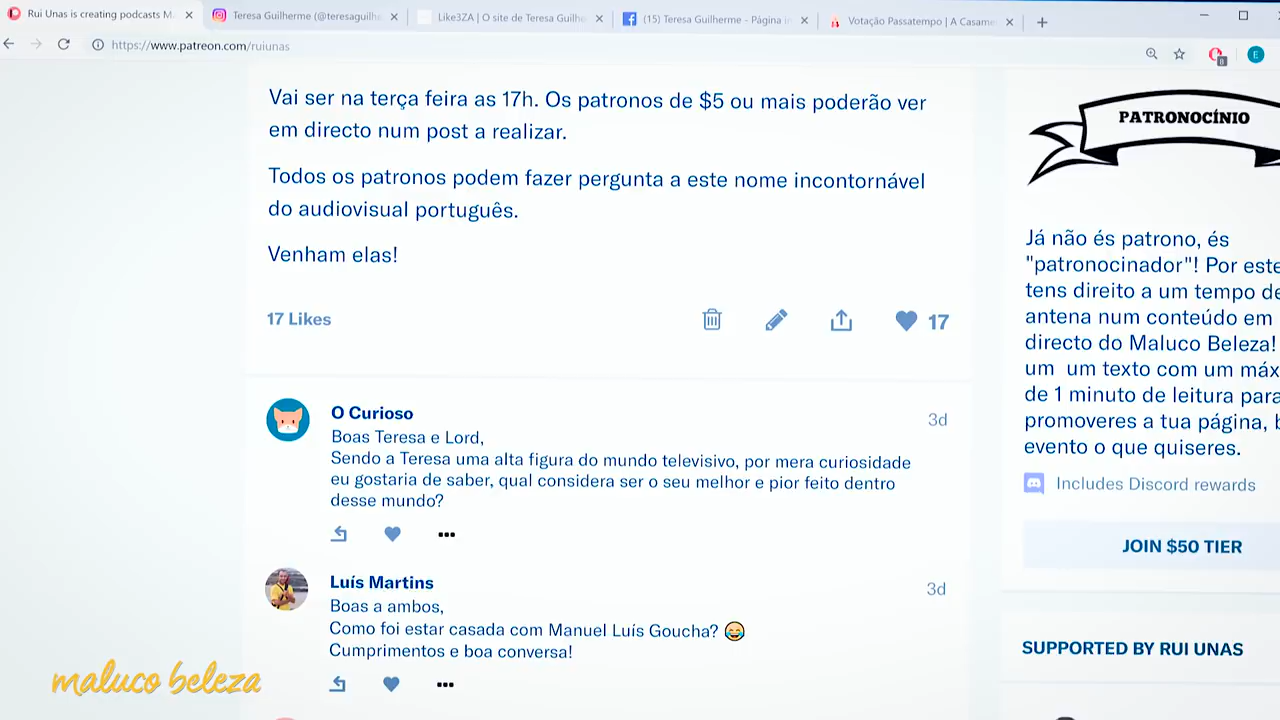 Rui Unas is creating podcasts M
Teresa Guilherme (@teresaguilhe
Like3ZA | O site de Teresa Guilhe
(15) Teresa Guilherme - Página in
Votação Passatempo | A Casame
https://www.patreon.com/ruiunas
E
Vai ser na terça feira as 17h. Os patronos de $5 ou mais poderão ver
em directo num post a realizar.
Todos os patronos podem fazer pergunta a este nome incontornável
do audiovisual português.
Venham elas!
17 Likes
17
O Curioso
3d
Boas Teresa e Lord,
Sendo a Teresa uma alta figura do mundo televisivo, por mera curiosidade
eu gostaria de saber, qual considera ser o seu melhor e pior feito dentro
desse mundo?
Luís Martins
3d
Boas a ambos,
Como foi estar casada com Manuel Luís Goucha? 😂
Cumprimentos e boa conversa!
PATRONOCÍNIO
Já não és patrono, és
"patronocinador"! Por este
tens direito a um tempo de
antena num conteúdo em
directo do Maluco Beleza!
um um texto com um máx
de 1 minuto de leitura para
promoveres a tua página, b
evento o que quiseres.
Includes Discord rewards
JOIN $50 TIER
SUPPORTED BY RUI UNAS
maluco beleza